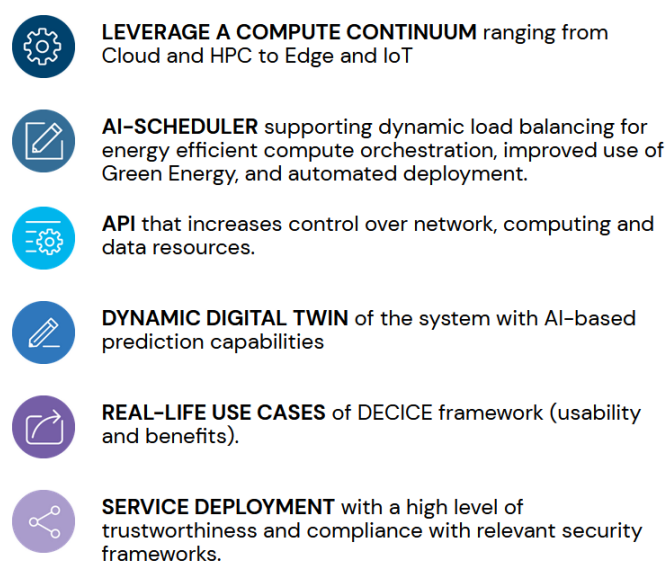 LEVERAGE A COMPUTE CONTINUUM ranging from
Cloud and HPC to Edge and IoT
AI-SCHEDULER supporting dynamic load balancing for
energy efficient compute orchestration, improved use of
Green Energy, and automated deployment.
API that increases control over network, computing and
data resources.
DYNAMIC DIGITAL TWIN of the system with AI-based
prediction capabilities
REAL-LIFE USE CASES of DECICE framework (usability
and benefits).
SERVICE DEPLOYMENT with a high level of
trustworthiness and compliance with relevant security
frameworks.